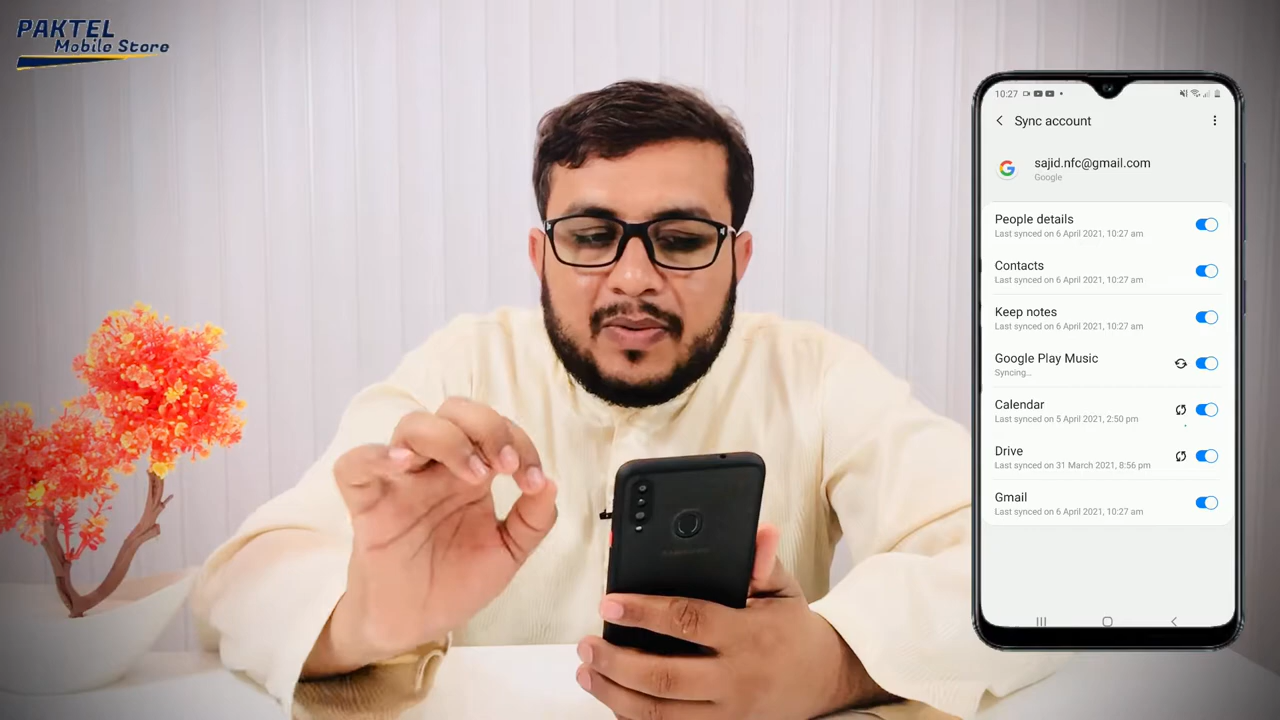 PAKTEL
Mobile Store
10:27
Sync account
sajid.nfc@gmail.com
Google
People details
Last synced on 6 April 2021, 10:27 am
Contacts
Last synced on 6 April 2021, 10:27 am
Keep notes
Last synced on 6 April 2021, 10:27 am
Google Play Music
Syncing...
Calendar
Last synced on 5 April 2021, 2:50 pm
Drive
Last synced on 31 March 2021, 8:56 pm
Gmail
Last synced on 6 April 2021, 10:27 am